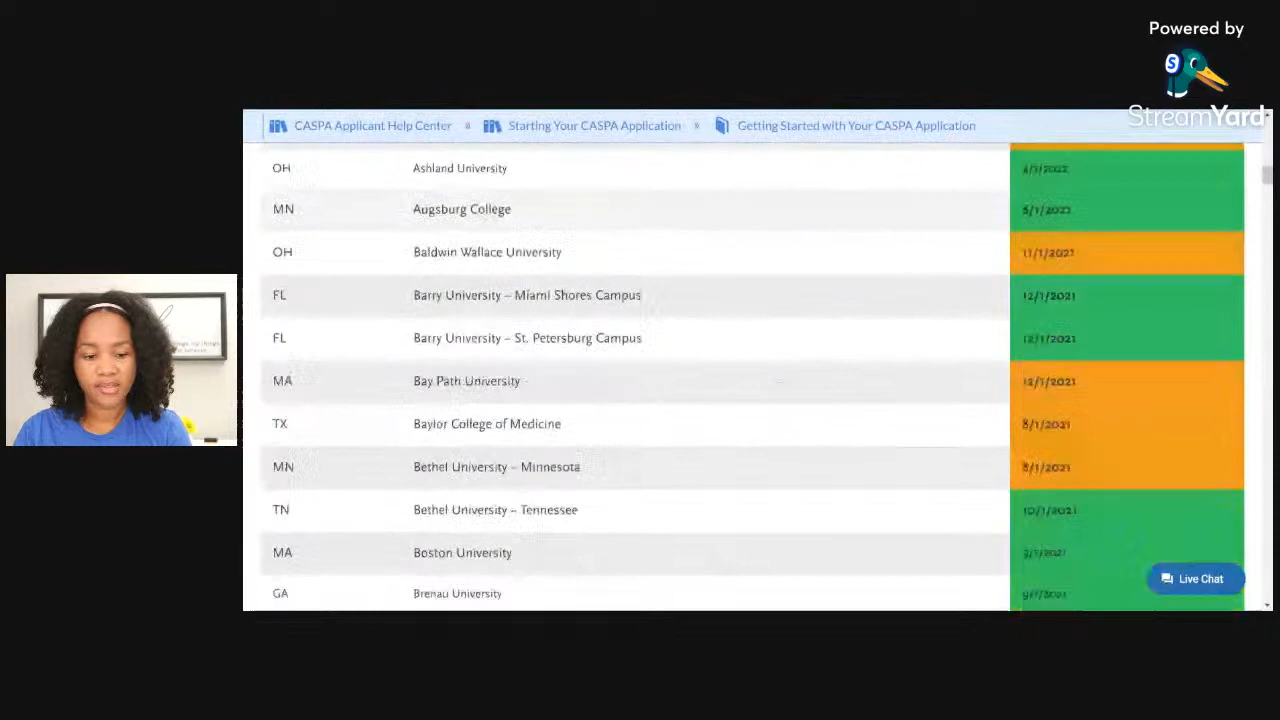 Powered by
S
StreamYard
CASPA Applicant Help Center » Starting Your CASPA Application » Getting Started with Your CASPA Application
OH Ashland University
MN Augsburg College
OH Baldwin Wallace University 11/1/2021
FL Barry University – Miami Shores Campus 12/1/2021
FL Barry University – St. Petersburg Campus 12/1/2021
MA Bay Path University 12/1/2021
TX Baylor College of Medicine 8/1/2021
MN Bethel University – Minnesota 8/1/2021
TN Bethel University – Tennessee 10/1/2021
MA Boston University
GA Brenau University
Live Chat